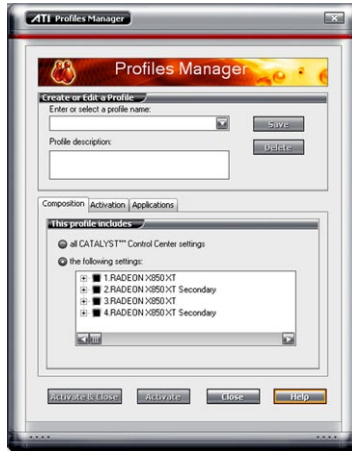 ATI Profiles Manager
Profiles Manager
Create or Edit a Profile
Enter or select a profile name:
Save
Profile description:
Delete
Composition Activation Applications
This profile includes
all CATALYST™ Control Center settings
the following settings:
1.RADEON X850 XT
2.RADEON X850 XT Secondary
3.RADEON X850 XT
4.RADEON X850 XT Secondary
Activate & Close Activate Close Help